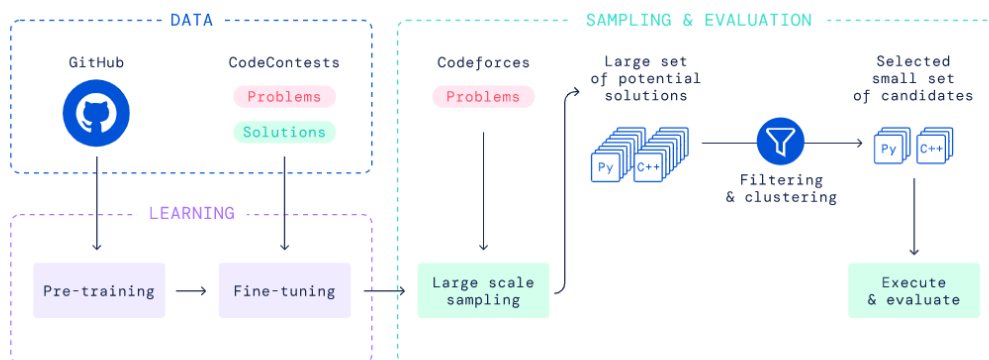 DATA
GitHub
CodeContests
Problems
Solutions
LEARNING
Pre-training
Fine-tuning
SAMPLING & EVALUATION
Codeforces
Problems
Large scale
sampling
Large set
of potential
solutions
Py
C++
Filtering
& clustering
Selected
small set
of candidates
Py
C++
Execute
& evaluate